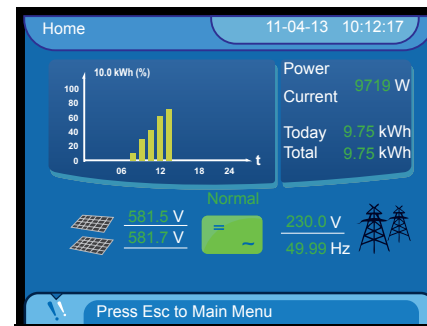 Home 11-04-13 10:12:17
10.0 kWh (%)
100
80
60
40
20
0
06 12 18 24 t
Power
Current 9719 W
Today 9.75 kWh
Total 9.75 kWh
Normal
581.5 V
581.7 V
= ~
230.0 V
49.99 Hz
Press Esc to Main Menu